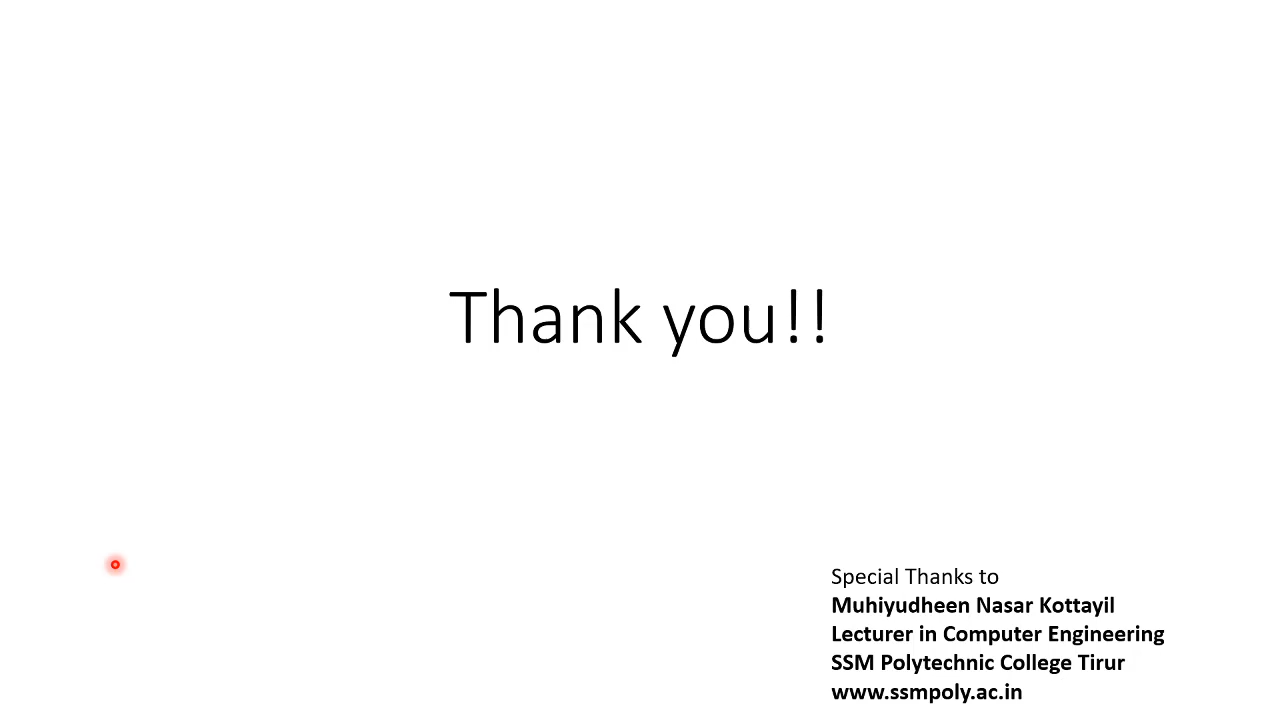 Thank you!!
Special Thanks to
Muhiyudheen Nasar Kottayil
Lecturer in Computer Engineering
SSM Polytechnic College Tirur
www.ssmpoly.ac.in